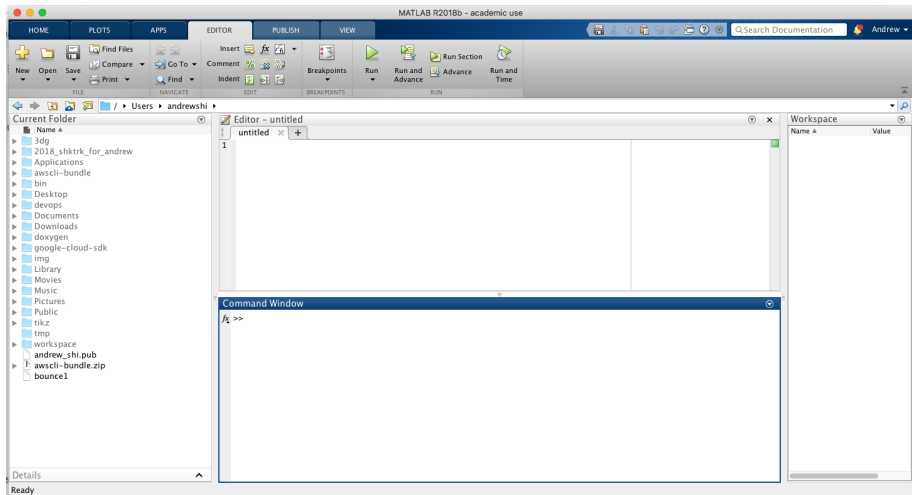 MATLAB R2018b - academic use
HOME PLOTS APPS EDITOR PUBLISH VIEW
Search Documentation Andrew
New Open Save
Find Files
Compare
Print
Go To
Find
Insert fx
Comment %
Indent
Breakpoints
Run
Run and Advance
Run Section
Advance
Run and Time
FILE NAVIGATE EDIT BREAKPOINTS RUN
/ Users andrewshi
Current Folder
Name
3dg
2018_shktrk_for_andrew
Applications
awscli-bundle
bin
Desktop
devops
Documents
Downloads
doxygen
google-cloud-sdk
img
Library
Movies
Music
Pictures
Public
tikz
tmp
workspace
andrew_shi.pub
awscli-bundle.zip
bounce1
Details
Ready
Editor - untitled
untitled +
1
Command Window
fx >>
Workspace
Name Value